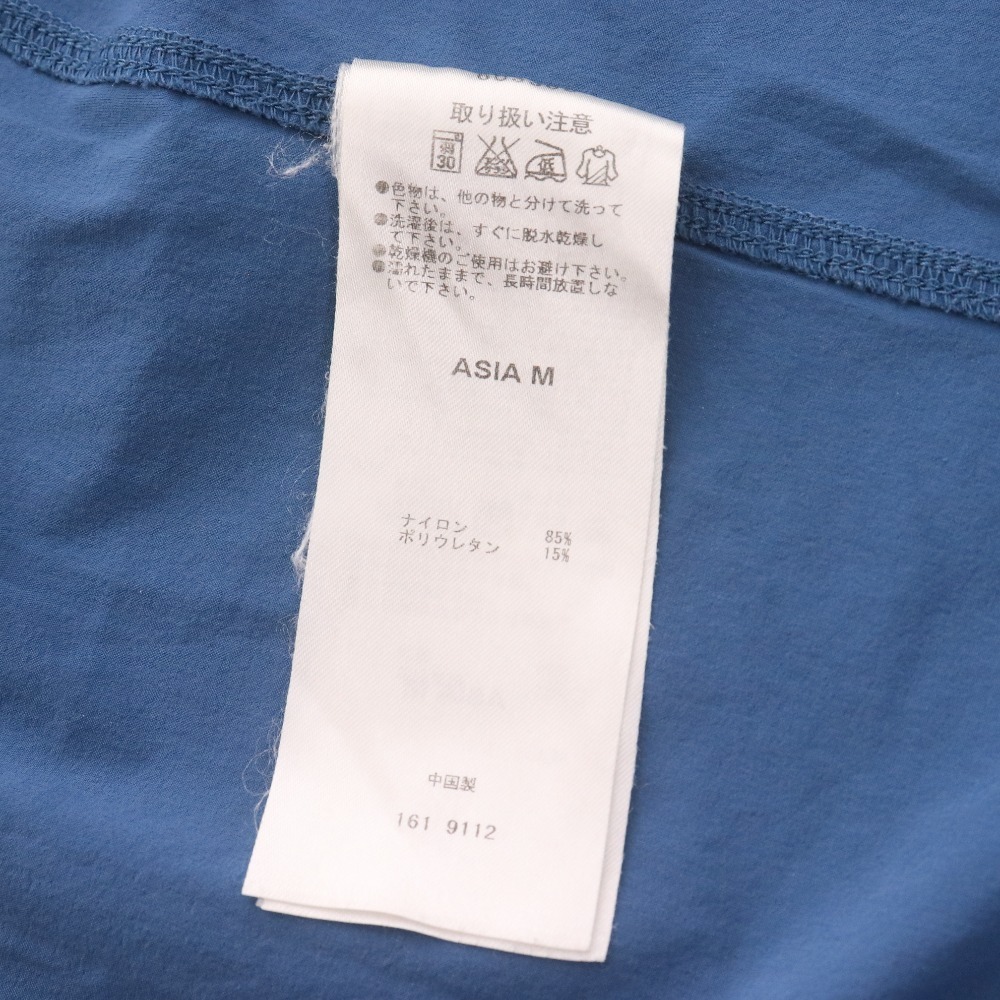 取り扱い注意
弱
30
低
●色物は、他の物と分けて洗って
下さい。
●洗濯後は、すぐに脱水乾燥し
て下さい。
●乾燥機のご使用はお避け下さい。
●濡れたままで、長時間放置しな
いで下さい。
ASIA M
ナイロン 85%
ポリウレタン 15%
中国製
161 9112